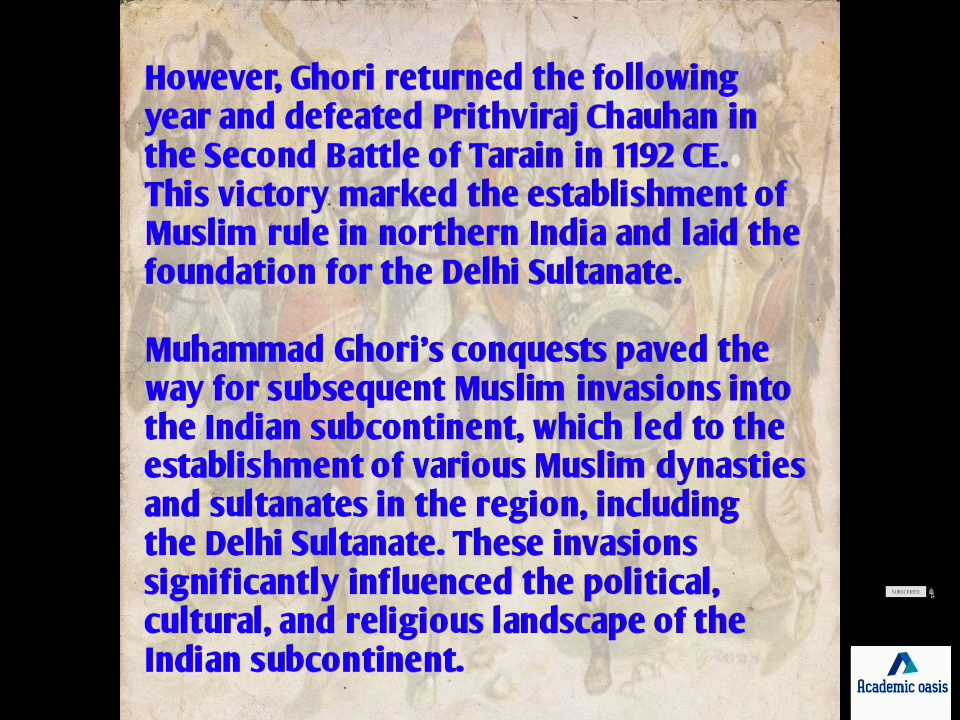 However, Ghori returned the following
year and defeated Prithviraj Chauhan in
the Second Battle of Tarain in 1192 CE.
This victory marked the establishment of
Muslim rule in northern India and laid the
foundation for the Delhi Sultanate.
Muhammad Ghori's conquests paved the
way for subsequent Muslim invasions into
the Indian subcontinent, which led to the
establishment of various Muslim dynasties
and sultanates in the region, including
the Delhi Sultanate. These invasions
significantly influenced the political,
cultural, and religious landscape of the
Indian subcontinent.
SUBSCRIBED
Academic oasis